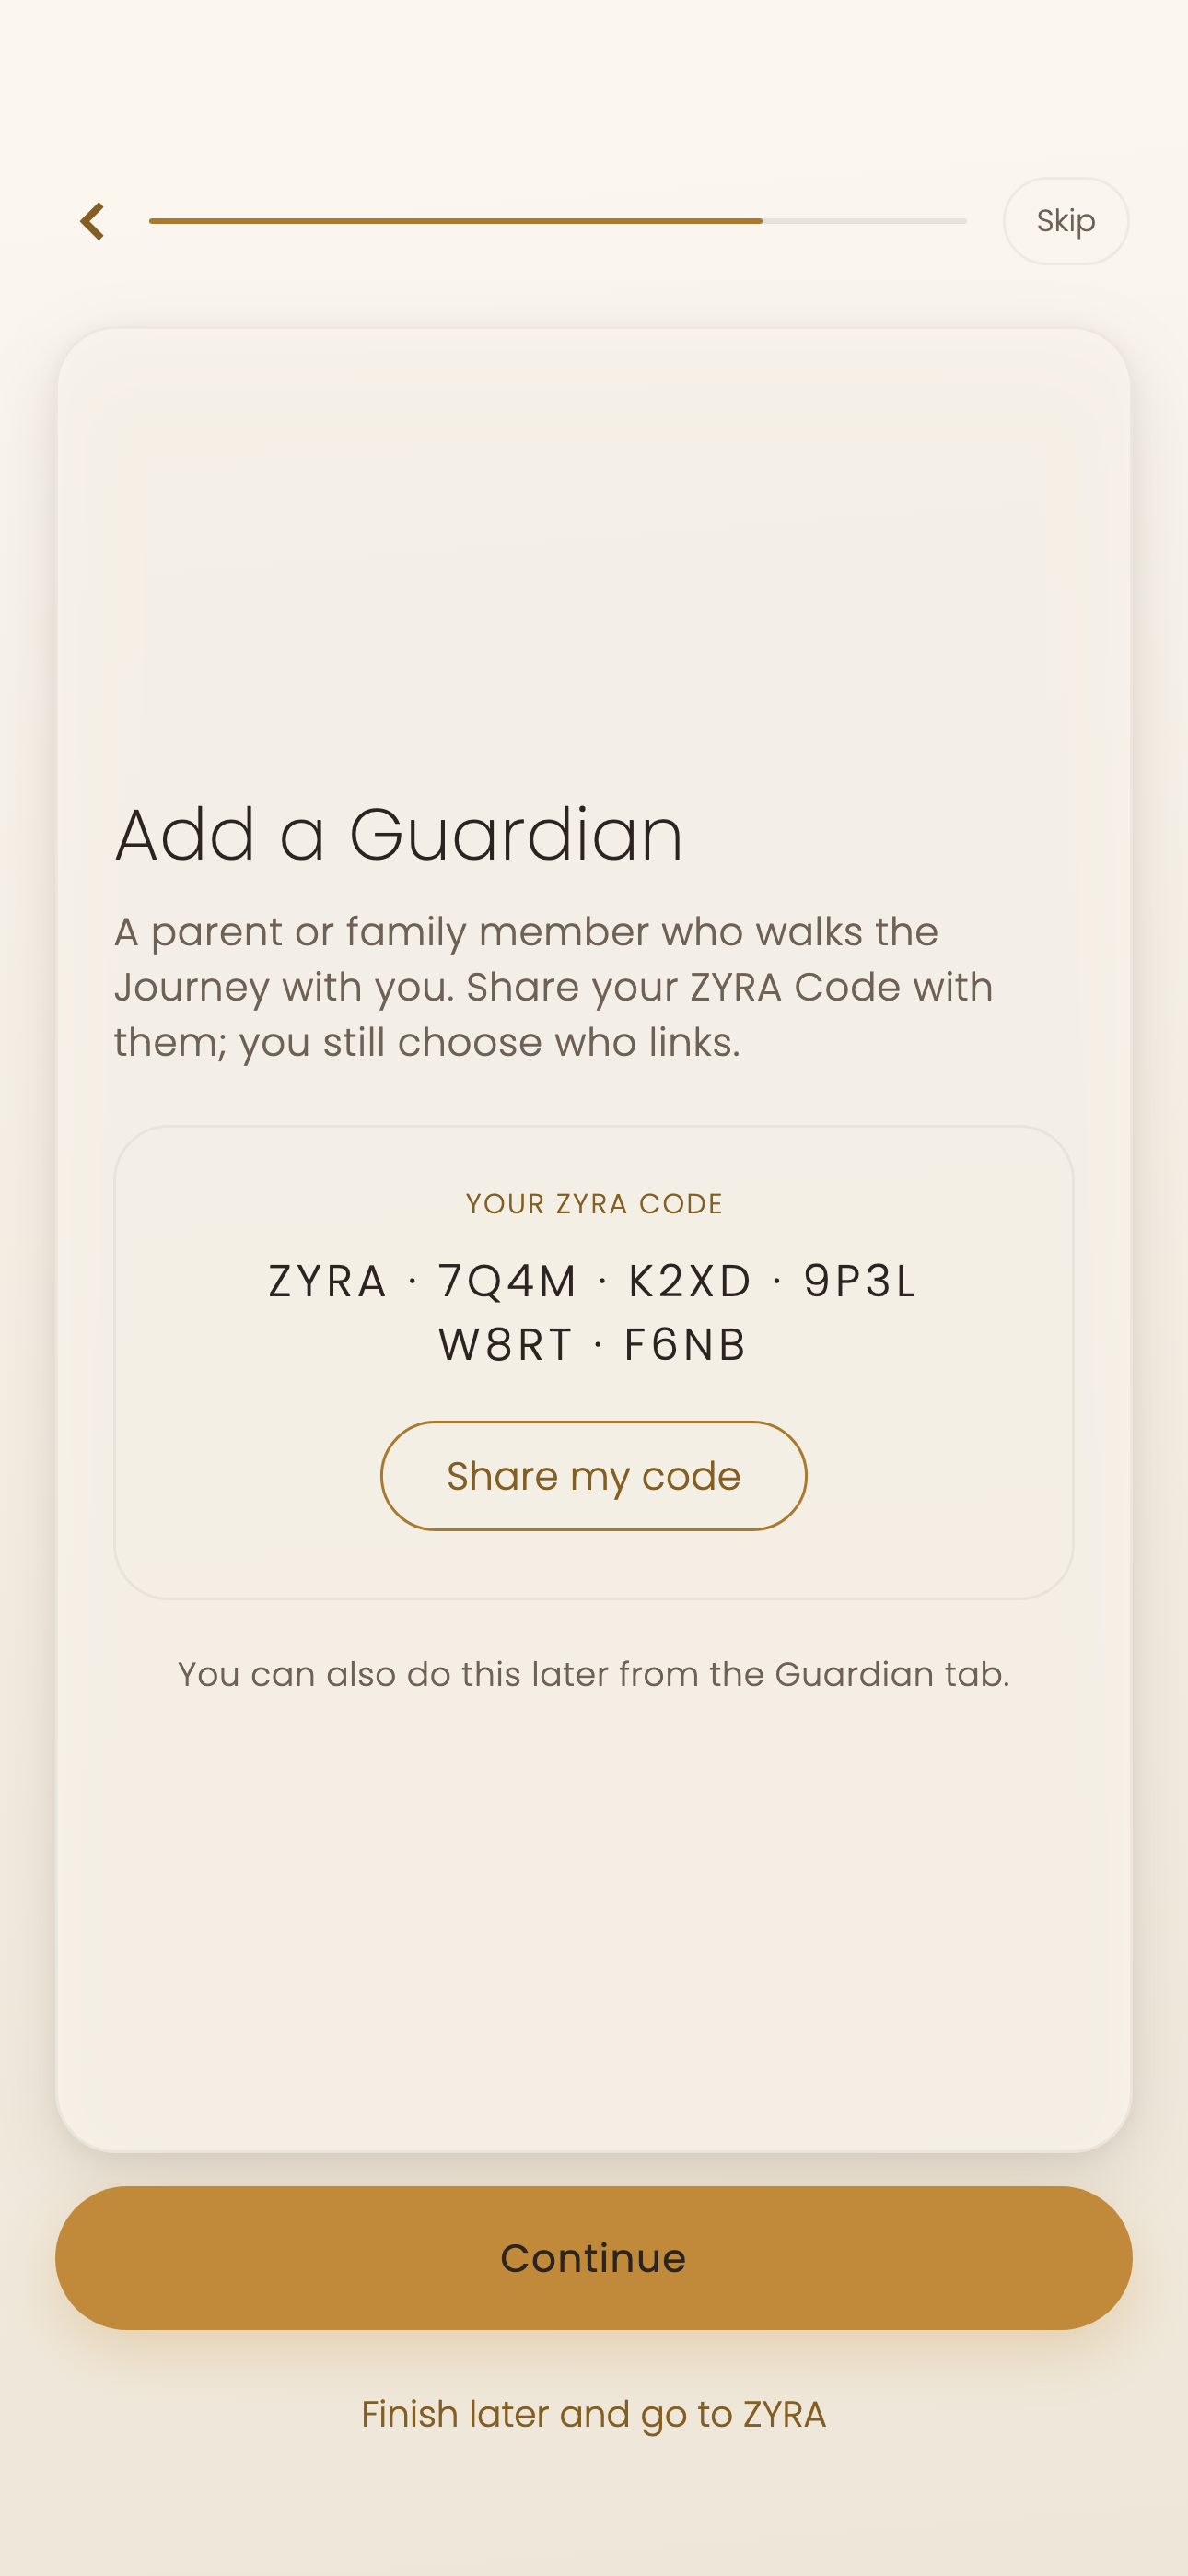 Skip
Add a Guardian
A parent or family member who walks the
Journey with you. Share your ZYRA Code with
them; you still choose who links.
YOUR ZYRA CODE
ZYRA · 7Q4M · K2XD · 9P3L
W8RT · F6NB
Share my code
You can also do this later from the Guardian tab.
Continue
Finish later and go to ZYRA